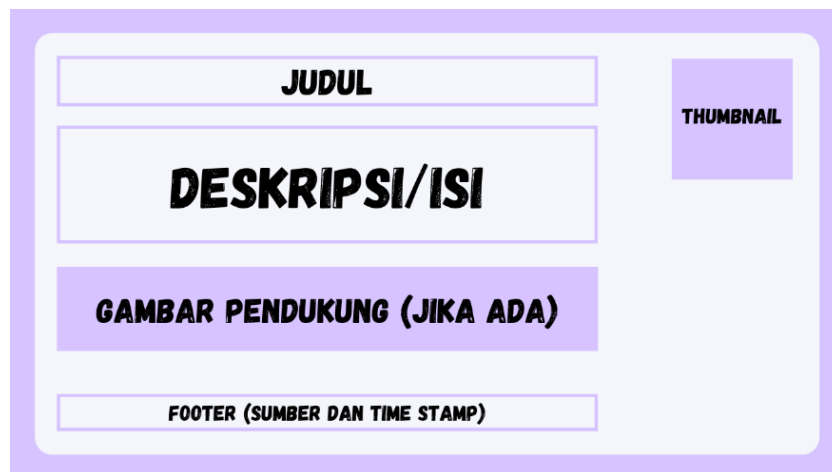 JUDUL
THUMBNAIL
DESKRIPSI/ISI
GAMBAR PENDUKUNG (JIKA ADA)
FOOTER (SUMBER DAN TIME STAMP)